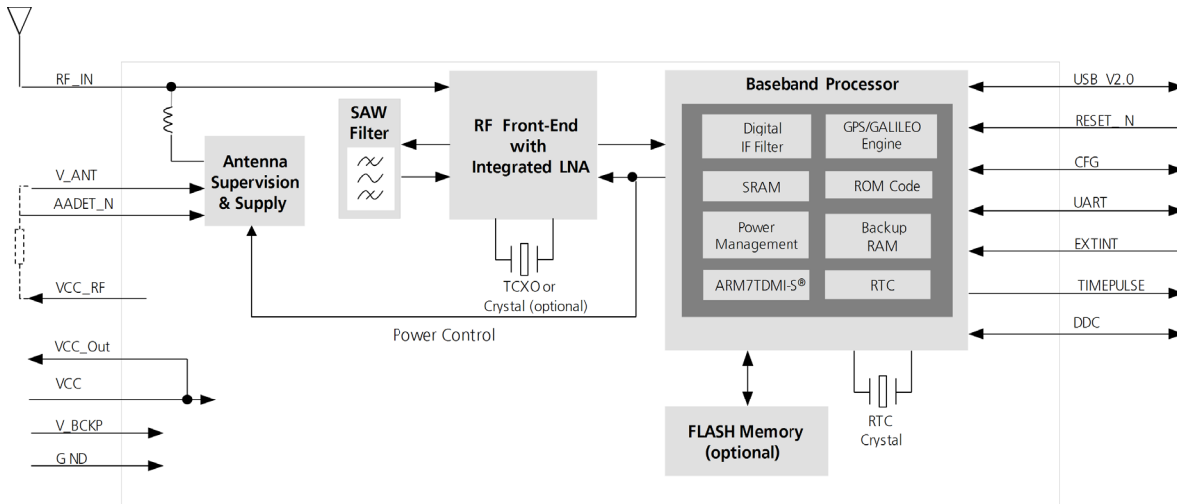 RF_IN
V_ANT
AADET_N
VCC_RF
VCC_Out
VCC
V_BCKP
GND
Antenna
Supervision
& Supply
SAW
Filter
RF Front-End
with
Integrated LNA
TCXO or
Crystal (optional)
Power Control
Baseband Processor
Digital
IF Filter
GPS/GALILEO
Engine
SRAM
ROM Code
Power
Management
Backup
RAM
ARM7TDMI-S®
RTC
FLASH Memory
(optional)
RTC
Crystal
USB V2.0
RESET_N
CFG
UART
EXTINT
TIMEPULSE
DDC